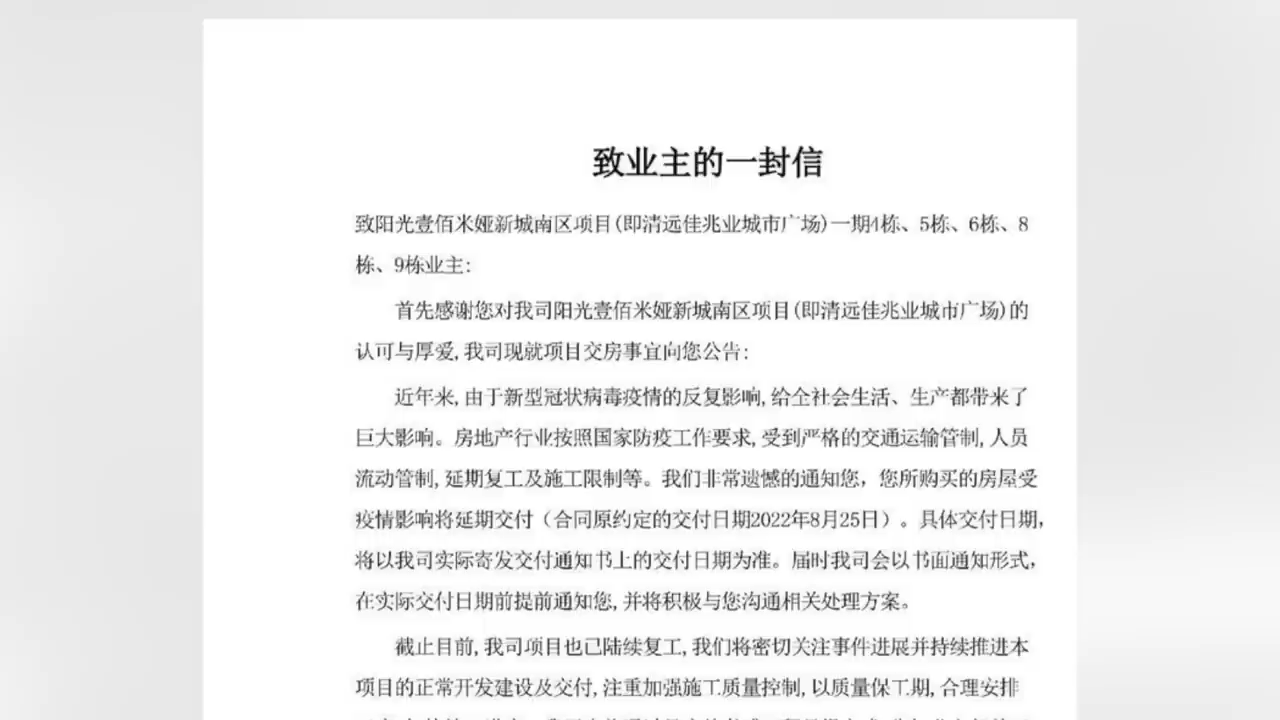 致业主的一封信
致阳光壹佰米娅新城南区项目(即清远佳兆业城市广场)一期4栋、5栋、6栋、8
栋、9栋业主:
首先感谢您对我司阳光壹佰米娅新城南区项目(即清远佳兆业城市广场)的
认可与厚爱,我司现就项目交房事宜向您公告:
近年来,由于新型冠状病毒疫情的反复影响,给全社会生活、生产都带来了
巨大影响。房地产行业按照国家防疫工作要求,受到严格的交通运输管制,人员
流动管制,延期复工及施工限制等。我们非常遗憾的通知您，您所购买的房屋受
疫情影响将延期交付（合同原约定的交付日期2022年8月25日）。具体交付日期,
将以我司实际寄发交付通知书上的交付日期为准。届时我司会以书面通知形式,
在实际交付日期前提前通知您,并将积极与您沟通相关处理方案。
截止目前,我司项目也已陆续复工,我们将密切关注事件进展并持续推进本
项目的正常开发建设及交付,注重加强施工质量控制,以质量保工期,合理安排